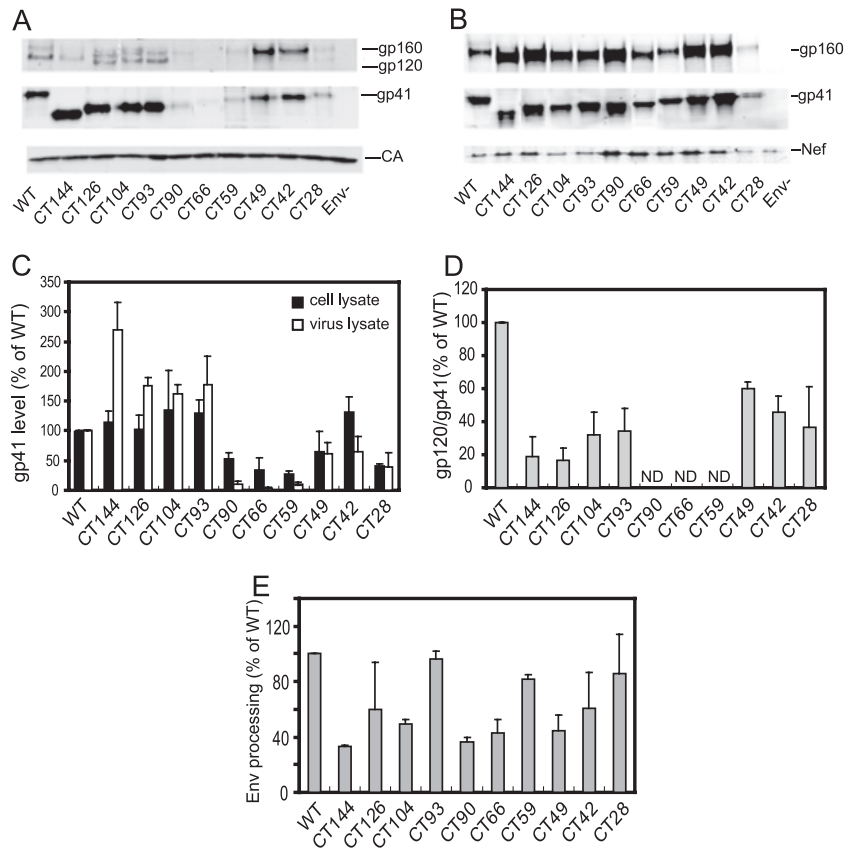 A
gp160
gp120
gp41
CA
WT CT144 CT126 CT104 CT93 CT90 CT66 CT59 CT49 CT42 CT28 Env-
B
gp160
gp41
Nef
WT CT144 CT126 CT104 CT93 CT90 CT66 CT59 CT49 CT42 CT28 Env-
C
gp41 level (% of WT)
350
300
250
200
150
100
50
0
cell lysate
virus lysate
WT CT144 CT126 CT104 CT93 CT90 CT66 CT59 CT49 CT42 CT28
D
gp120/gp41(% of WT)
120
100
80
60
40
20
0
ND ND ND
WT CT144 CT126 CT104 CT93 CT90 CT66 CT59 CT49 CT42 CT28
E
Env processing (% of WT)
120
80
40
0
WT CT144 CT126 CT104 CT93 CT90 CT66 CT59 CT49 CT42 CT28